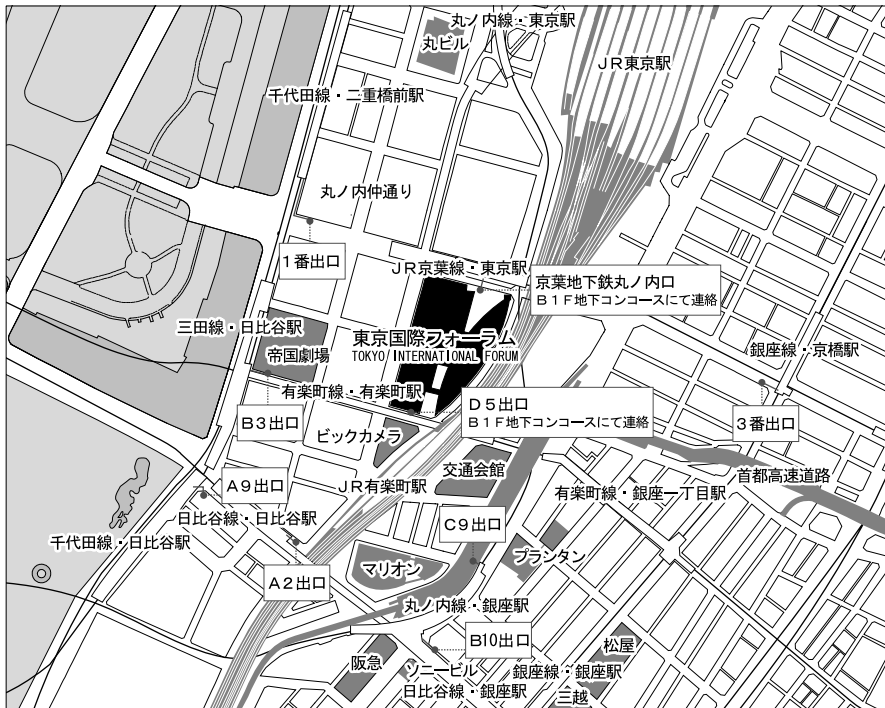 丸ノ内線・東京駅
丸ビル
JR東京駅
千代田線・二重橋前駅
丸ノ内仲通り
1番出口
JR京葉線・東京駅
京葉地下鉄丸ノ内口
B1F地下コンコースにて連絡
三田線・日比谷駅
帝国劇場
東京国際フォーラム
TOKYO INTERNATIONAL FORUM
銀座線・京橋駅
有楽町線・有楽町駅
D5出口
B1F地下コンコースにて連絡
B3出口
ビックカメラ
3番出口
交通会館
首都高速道路
A9出口
JR有楽町駅
有楽町線・銀座一丁目駅
日比谷線・日比谷駅
C9出口
千代田線・日比谷駅
プランタン
A2出口
マリオン
丸ノ内線・銀座駅
B10出口
松屋
阪急
ソニービル
銀座線・銀座駅
日比谷線・銀座駅
三越